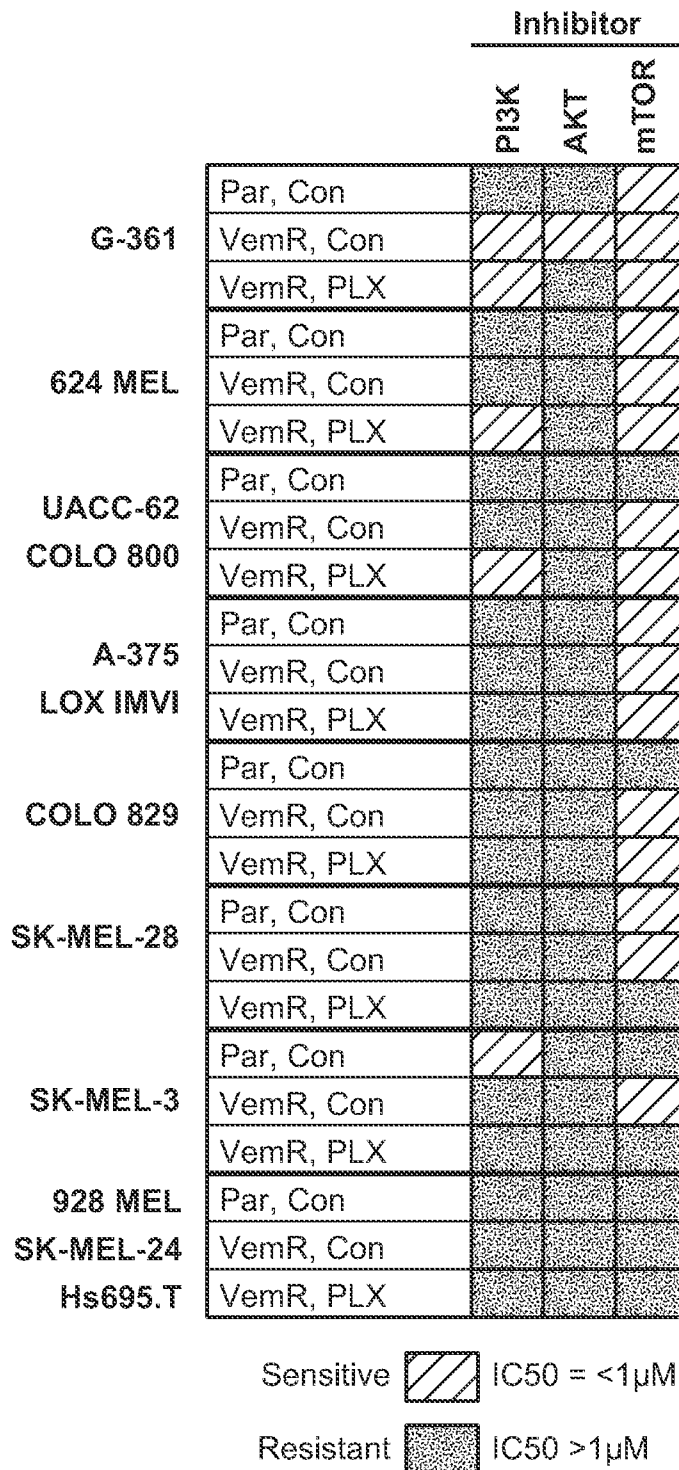 Inhibitor
PI3K
AKT
mTOR
G-361
Par, Con
VemR, Con
VemR, PLX
624 MEL
Par, Con
VemR, Con
VemR, PLX
UACC-62
COLO 800
Par, Con
VemR, Con
VemR, PLX
A-375
LOX IMVI
Par, Con
VemR, Con
VemR, PLX
COLO 829
Par, Con
VemR, Con
VemR, PLX
SK-MEL-28
Par, Con
VemR, Con
VemR, PLX
SK-MEL-3
Par, Con
VemR, Con
VemR, PLX
928 MEL
SK-MEL-24
Hs695.T
Par, Con
VemR, Con
VemR, PLX
Sensitive IC50 = <1µM
Resistant IC50 >1µM